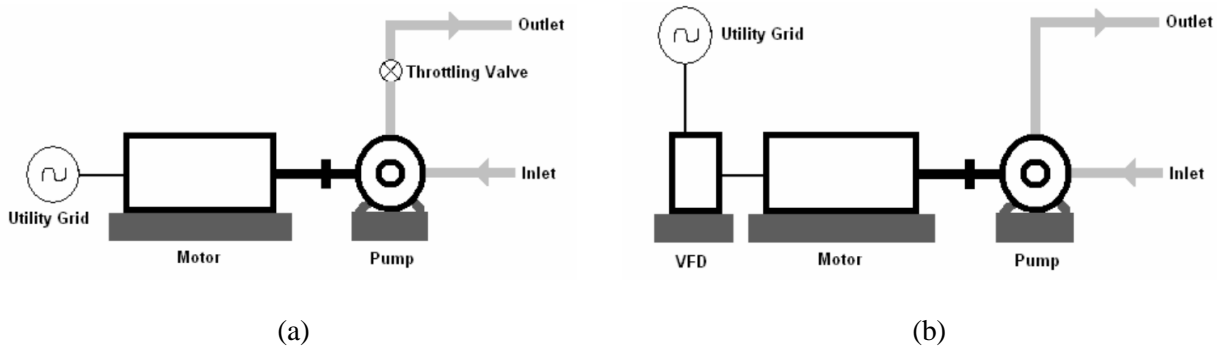 Outlet
Throttling Valve
Inlet
Utility Grid
Motor
Pump
(a)
Utility Grid
Outlet
Inlet
VFD
Motor
Pump
(b)